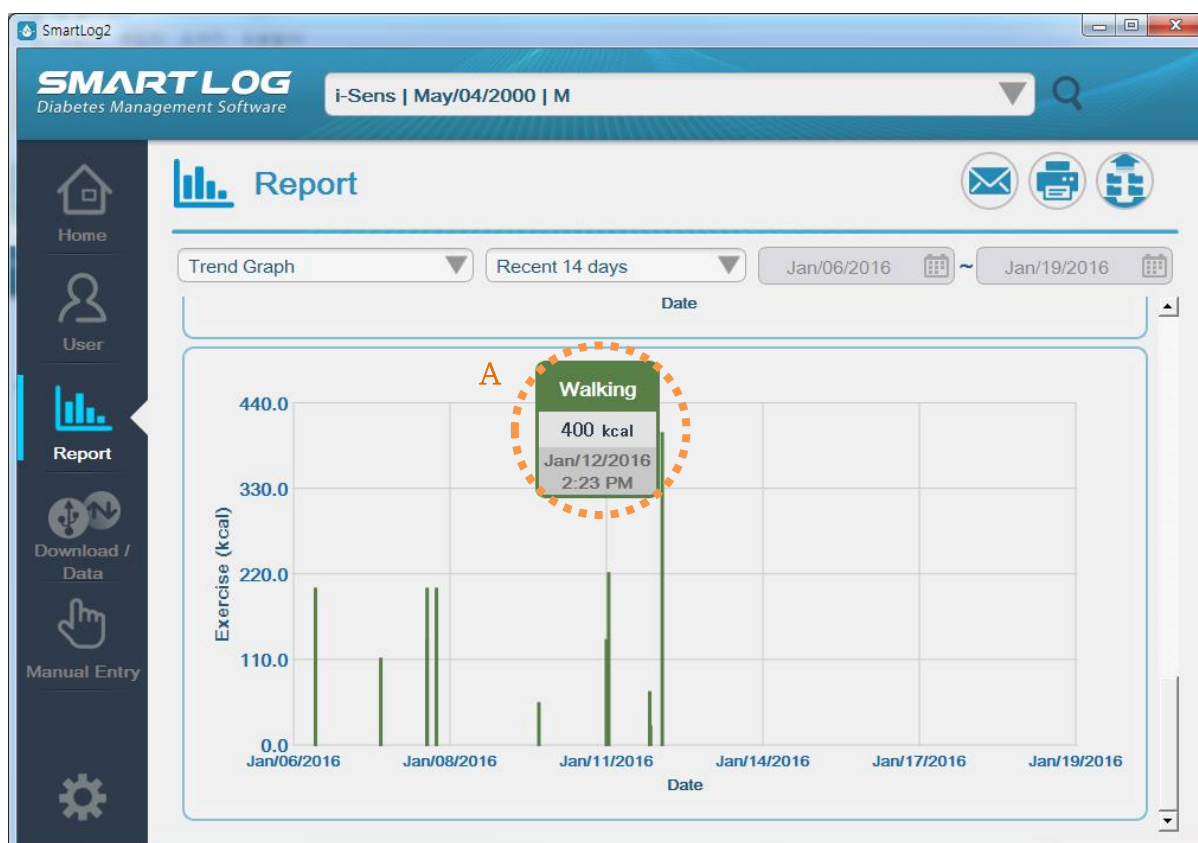 SmartLog2
SMART LOG
Diabetes Management Software
i-Sens | May/04/2000 | M
Report
Home
User
Report
Download /
Data
Manual Entry
Trend Graph
Recent 14 days
Jan/06/2016
~
Jan/19/2016
Date
A
Walking
400 kcal
Jan/12/2016
2:23 PM
Exercise (kcal)
440.0
330.0
220.0
110.0
0.0
Jan/06/2016
Jan/08/2016
Jan/11/2016
Jan/14/2016
Jan/17/2016
Jan/19/2016
Date